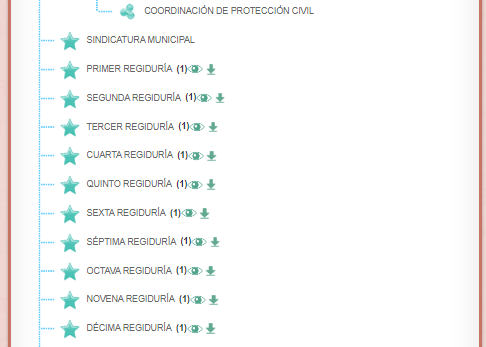 COORDINACIÓN DE PROTECCIÓN CIVIL
SINDICATURA MUNICIPAL
PRIMER REGIDURÍA (1)
SEGUNDA REGIDURÍA (1)
TERCER REGIDURÍA (1)
CUARTA REGIDURÍA (1)
QUINTO REGIDURÍA (1)
SEXTA REGIDURÍA (1)
SÉPTIMA REGIDURÍA (1)
OCTAVA REGIDURÍA (1)
NOVENA REGIDURÍA (1)
DÉCIMA REGIDURÍA (1)